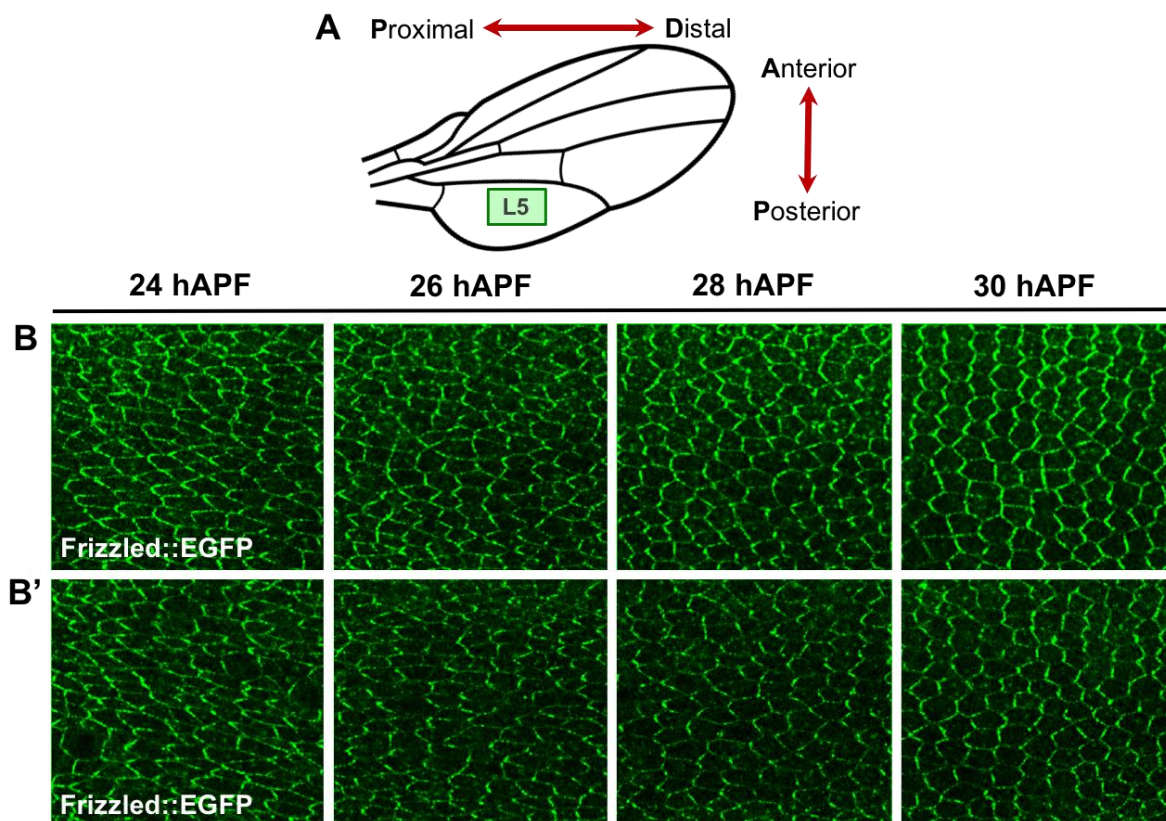 A
Proximal
Distal
Anterior
L5
Posterior
24 hAPF 26 hAPF 28 hAPF 30 hAPF
B
Frizzled::EGFP
B’
Frizzled::EGFP